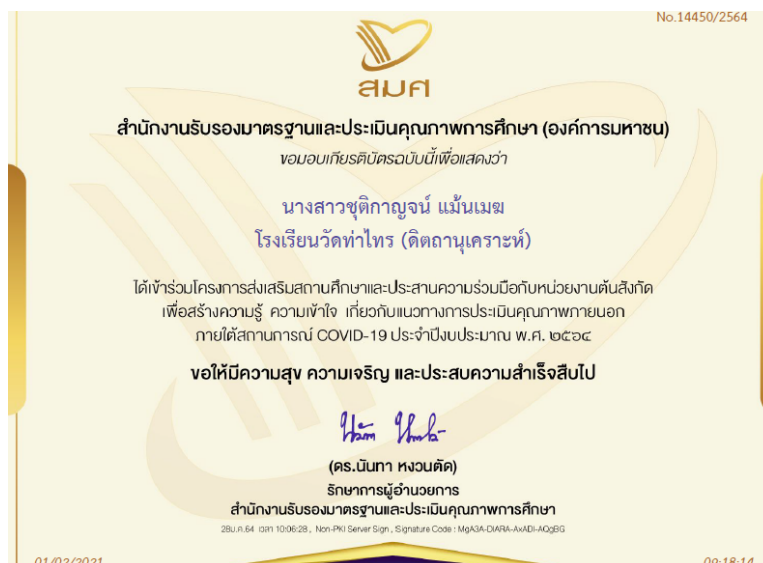 No.14450/2564
สมศ
สำนักงานรับรองมาตรฐานและประเมินคุณภาพการศึกษา (องค์การมหาชน)
ขอมอบเกียรติบัตรฉบับนี้เพื่อแสดงว่า
นางสาวชุติกาญจน์ แม้นเมฆ
โรงเรียนวัดท่าไทร (ดิตถานุเคราะห์)
ได้เข้าร่วมโครงการส่งเสริมสถานศึกษาและประสานความร่วมมือกับหน่วยงานต้นสังกัด
เพื่อสร้างความรู้ ความเข้าใจ เกี่ยวกับแนวทางการประเมินคุณภาพภายนอก
ภายใต้สถานการณ์ COVID-19 ประจำปีงบประมาณ พ.ศ. ๒๕๖๔
ขอให้มีความสุข ความเจริญ และประสบความสำเร็จสืบไป
(ดร.นันทา หงวนตัด)
รักษาการผู้อำนวยการ
สำนักงานรับรองมาตรฐานและประเมินคุณภาพการศึกษา
28ม.ค.64 เวลา 10:06:28 , Non-PKI Server Sign , Signature Code : MgA3A-DIARA-AxADI-AQgBG
01/02/2021
09:18:14